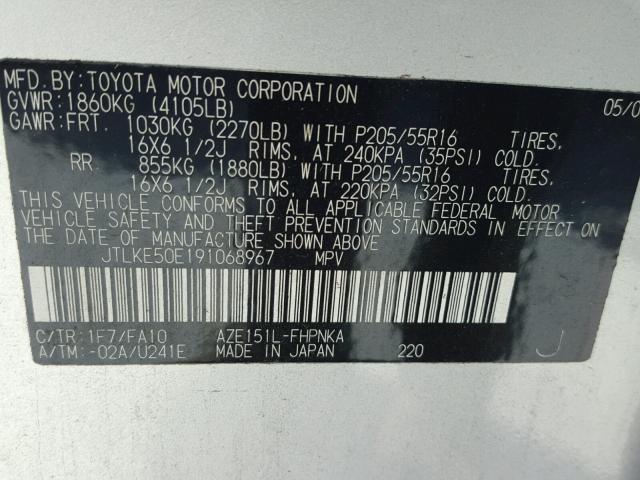 MFD. BY: TOYOTA MOTOR CORPORATION 05/0
GVWR: 1860KG (4105LB)
GAWR: FRT. 1030KG (2270LB) WITH P205/55R16 TIRES,
16X6 1/2J RIMS, AT 240KPA (35PSI) COLD.
RR 855KG (1880LB) WITH P205/55R16 TIRES,
16X6 1/2J RIMS, AT 220KPA (32PSI) COLD.
THIS VEHICLE CONFORMS TO ALL APPLICABLE FEDERAL MOTOR
VEHICLE SAFETY AND THEFT PREVENTION STANDARDS IN EFFECT ON
THE DATE OF MANUFACTURE SHOWN ABOVE
JTLKE50E191068967 MPV
C/TR: 1F7/FA10 AZE151L-FHPNKA
A/TM: -02A/U241E MADE IN JAPAN 220 J